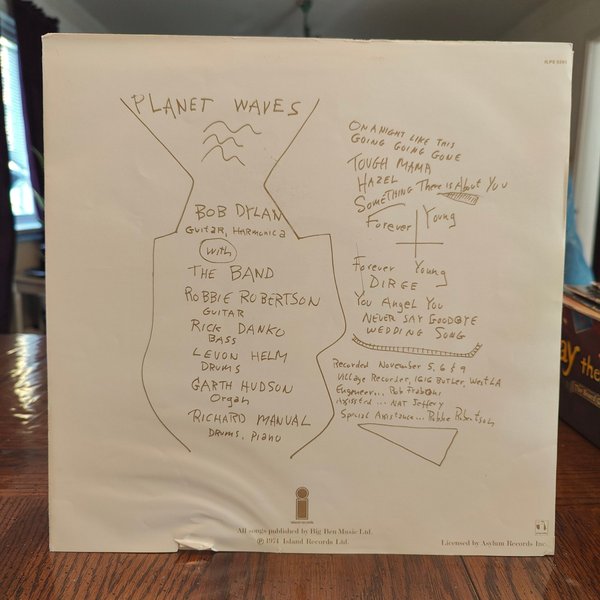 PLANET WAVES
BOB DYLAN
GUITAR, HARMONICA
with
THE BAND
ROBBIE ROBERTSON
GUITAR
RICK DANKO
BASS
LEVON HELM
DRUMS
GARTH HUDSON
Organ
RICHARD MANUAL
DRUMS, PIANO
ON A NIGHT LIKE THIS
GOING GOING GONE
TOUGH MAMA
HAZEL
SOMETHING There is About You
Forever Young
Forever Young
DIRGE
You Angel You
NEVER SAY GOODBYE
WEDDING SONG
Recorded November 5, 6 & 9
Village Recorder, 1616 BUTLER, West LA
Engeneer... Rob Fraboni
Assisted... NAT Jeffery
Special Assistance... Robbie Robertson
All songs published by Big Ben Music Ltd.
℗ 1974 Island Records Ltd.
Licensed by Asylum Records Inc.
ay the